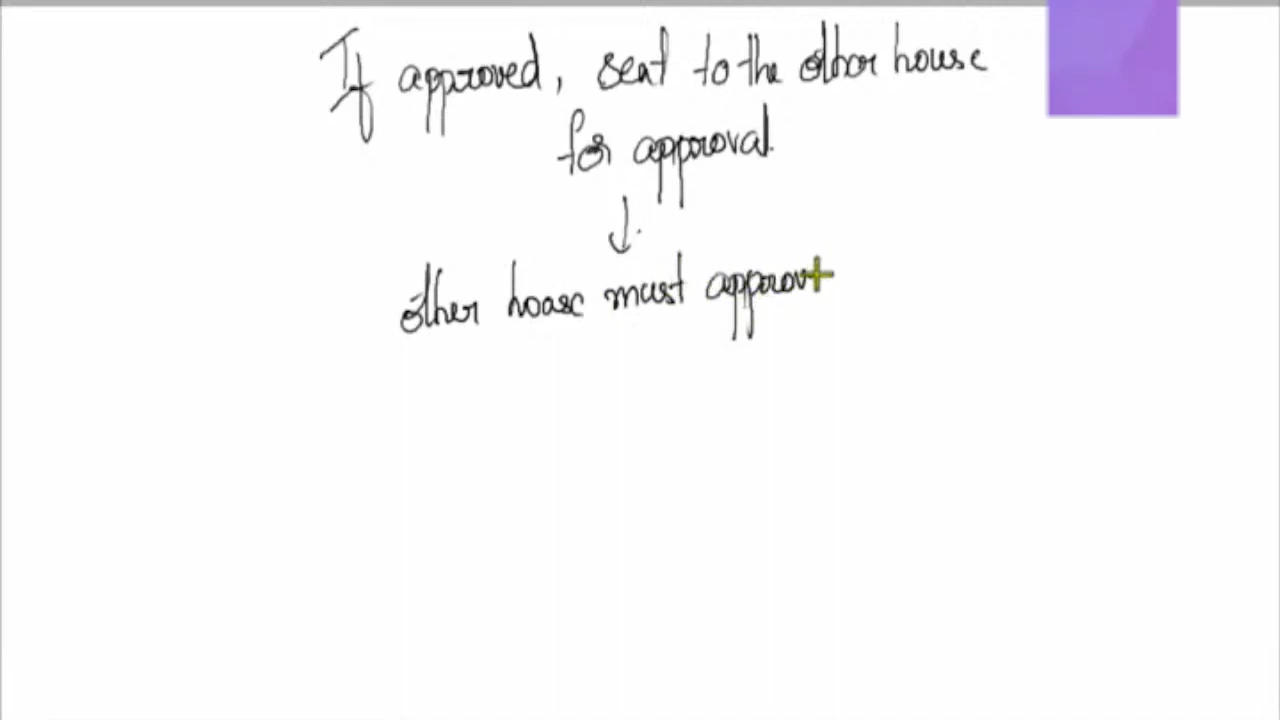 If approved, sent to the other house
for approval.
↓
other house must approv